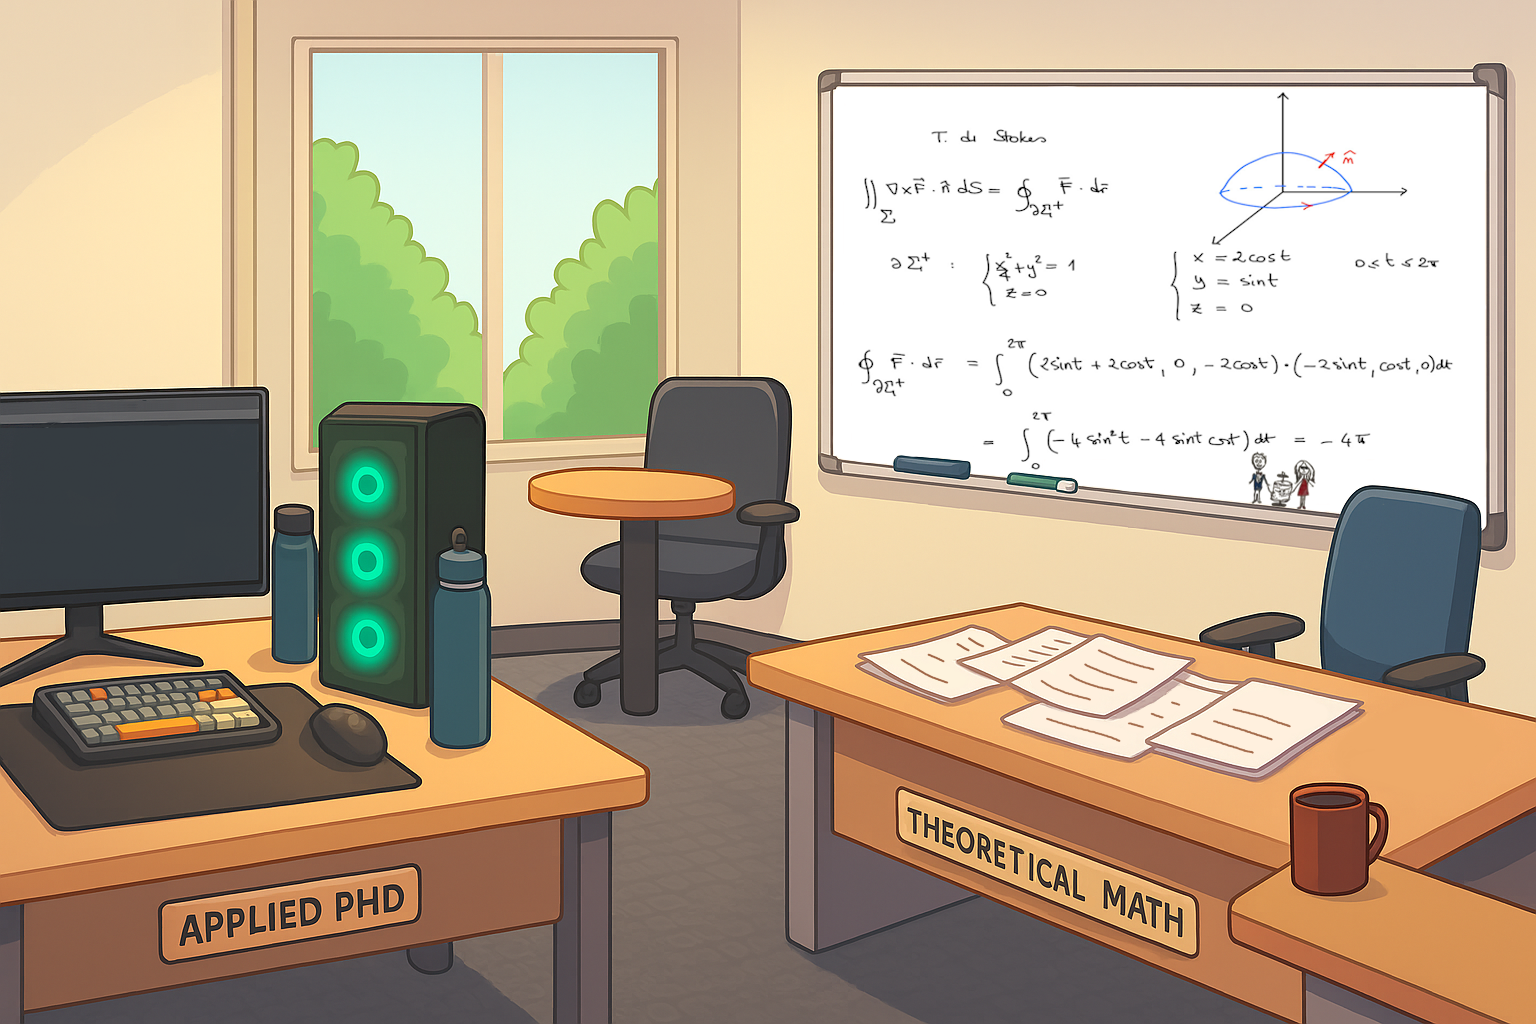 T. di Stokes
∬_Σ ∇×F⃗ · n̂ dS = ∮_∂Σ⁺ F̄ · dr̄
∂Σ⁺ : { x²/4 + y² = 1
z = 0
{ x = 2cost 0 ≤ t ≤ 2π
y = sint
z = 0
n̂
∮_∂Σ⁺ F̄ · dr̄ = ∫₀^2π (2sint + 2cost, 0, -2cost) · (-2sint, cost, 0)dt
= ∫₀^2π (-4 sin²t - 4 sint cost) dt = -4π
APPLIED PHD
THEORETICAL MATH